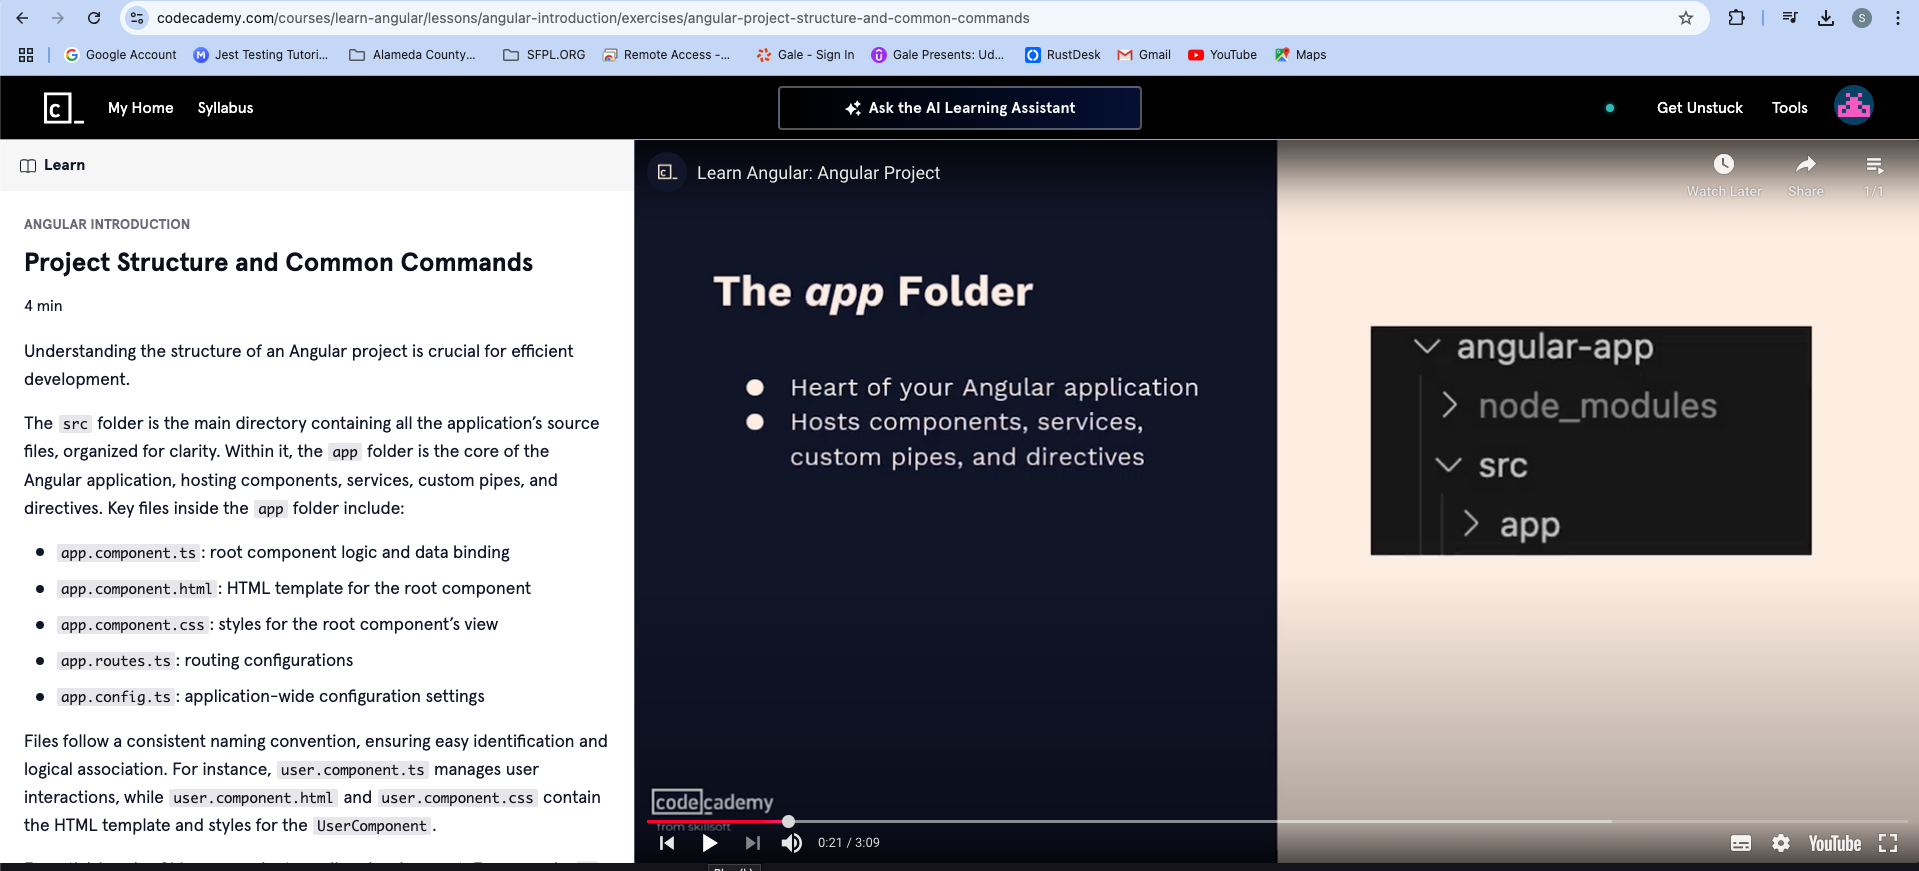 codecademy.com/courses/learn-angular/lessons/angular-introduction/exercises/angular-project-structure-and-common-commands
S
Google Account
Jest Testing Tutori...
Alameda County...
SFPL.ORG
Remote Access -...
Gale - Sign In
Gale Presents: Ud...
RustDesk
Gmail
YouTube
Maps
c_
My Home
Syllabus
Ask the AI Learning Assistant
Get Unstuck
Tools
Learn
ANGULAR INTRODUCTION
Project Structure and Common Commands
4 min
Understanding the structure of an Angular project is crucial for efficient
development.
The src folder is the main directory containing all the application’s source
files, organized for clarity. Within it, the app folder is the core of the
Angular application, hosting components, services, custom pipes, and
directives. Key files inside the app folder include:
app.component.ts: root component logic and data binding
app.component.html: HTML template for the root component
app.component.css: styles for the root component’s view
app.routes.ts: routing configurations
app.config.ts: application-wide configuration settings
Files follow a consistent naming convention, ensuring easy identification and
logical association. For instance, user.component.ts manages user
interactions, while user.component.html and user.component.css contain
the HTML template and styles for the UserComponent.
c_
Learn Angular: Angular Project
Watch Later
Share
1/1
The app Folder
Heart of your Angular application
Hosts components, services,
custom pipes, and directives
angular-app
node_modules
src
app
codecademy
from skillsoft
0:21 / 3:09
YouTube